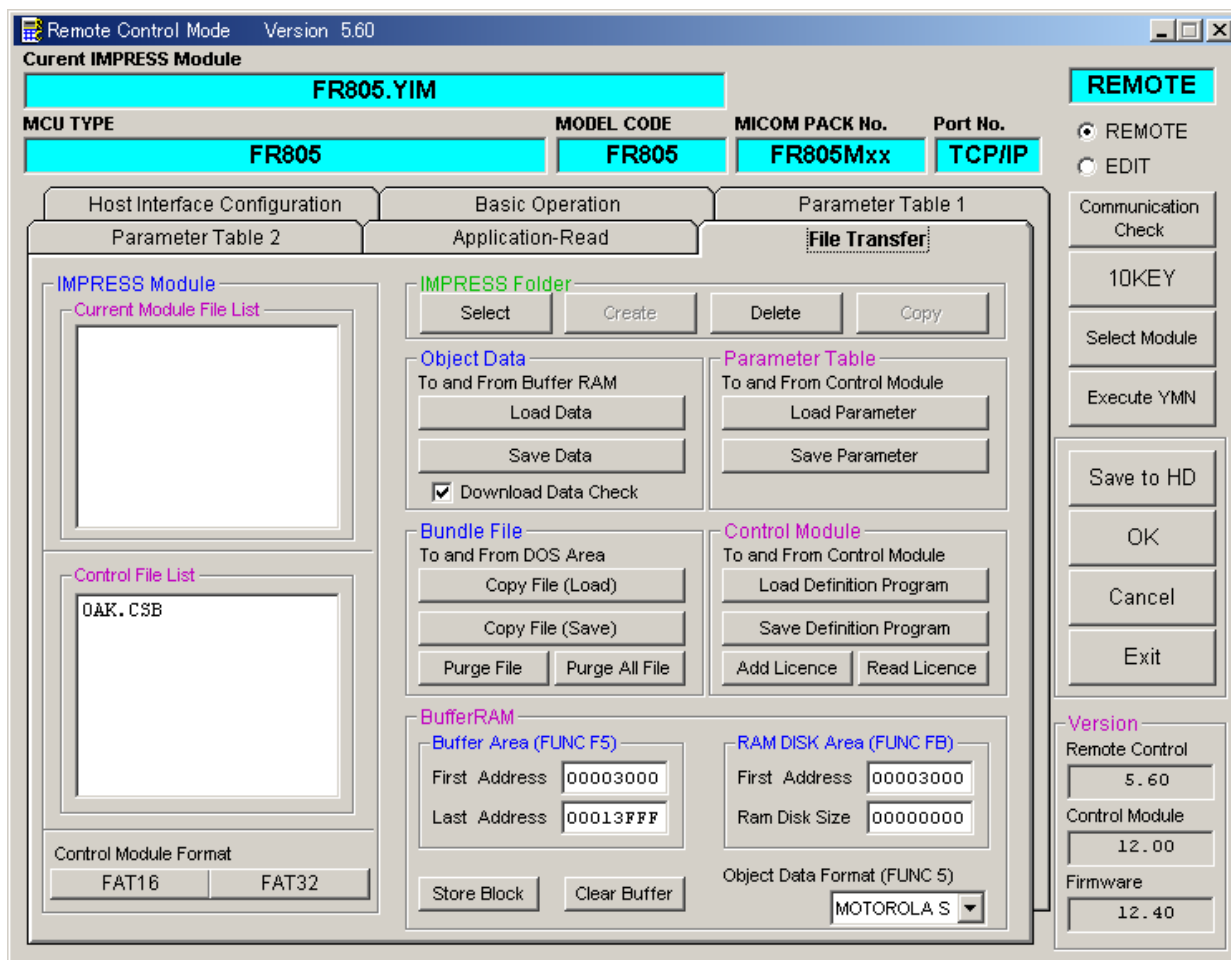 Remote Control Mode Version 5.60
Curent IMPRESS Module
FR805.YIM
REMOTE
MCU TYPE MODEL CODE MICOM PACK No. Port No.
FR805 FR805 FR805Mxx TCP/IP
REMOTE
EDIT
Host Interface Configuration Basic Operation Parameter Table 1
Parameter Table 2 Application-Read File Transfer
Communication Check
10KEY
Select Module
Execute YMN
Save to HD
OK
Cancel
Exit
IMPRESS Module
Current Module File List
Control File List
OAK.CSB
Control Module Format
FAT16 FAT32
IMPRESS Folder
Select Create Delete Copy
Object Data
To and From Buffer RAM
Load Data
Save Data
Download Data Check
Parameter Table
To and From Control Module
Load Parameter
Save Parameter
Bundle File
To and From DOS Area
Copy File (Load)
Copy File (Save)
Purge File Purge All File
Control Module
To and From Control Module
Load Definition Program
Save Definition Program
Add Licence Read Licence
BufferRAM
Buffer Area (FUNC F5)
First Address 00003000
Last Address 00013FFF
RAM DISK Area (FUNC FB)
First Address 00003000
Ram Disk Size 00000000
Store Block Clear Buffer
Object Data Format (FUNC 5)
MOTOROLA S
Version
Remote Control
5.60
Control Module
12.00
Firmware
12.40